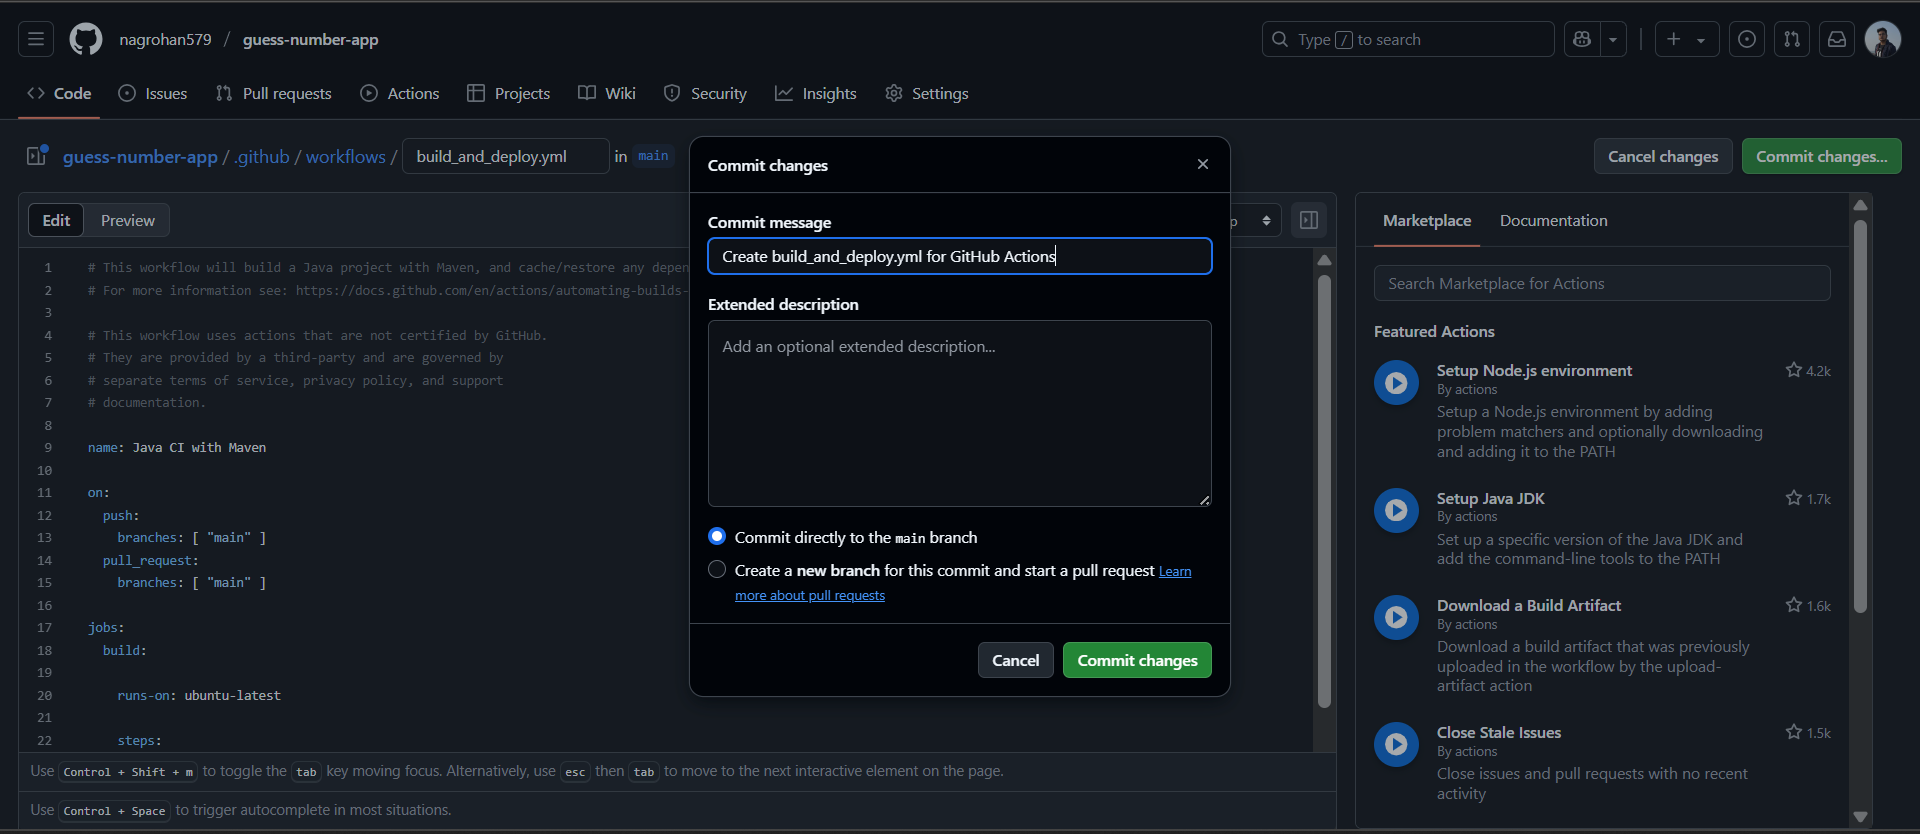 nagrohan579 / guess-number-app
Type / to search
Code
Issues
Pull requests
Actions
Projects
Wiki
Security
Insights
Settings
guess-number-app / .github / workflows / build_and_deploy.yml in main
Cancel changes
Commit changes...
Edit
Preview
1 # This workflow will build a Java project with Maven, and cache/restore any depen
2 # For more information see: https://docs.github.com/en/actions/automating-builds-
3
4 # This workflow uses actions that are not certified by GitHub.
5 # They are provided by a third-party and are governed by
6 # separate terms of service, privacy policy, and support
7 # documentation.
8
9 name: Java CI with Maven
10
11 on:
12 push:
13 branches: [ "main" ]
14 pull_request:
15 branches: [ "main" ]
16
17 jobs:
18 build:
19
20 runs-on: ubuntu-latest
21
22 steps:
Use Control + Shift + m to toggle the tab key moving focus. Alternatively, use esc then tab to move to the next interactive element on the page.
Use Control + Space to trigger autocomplete in most situations.
Commit changes
Commit message
Create build_and_deploy.yml for GitHub Actions
Extended description
Add an optional extended description...
Commit directly to the main branch
Create a new branch for this commit and start a pull request Learn
more about pull requests
Cancel
Commit changes
p
Marketplace
Documentation
Search Marketplace for Actions
Featured Actions
Setup Node.js environment
4.2k
By actions
Setup a Node.js environment by adding
problem matchers and optionally downloading
and adding it to the PATH
Setup Java JDK
1.7k
By actions
Set up a specific version of the Java JDK and
add the command-line tools to the PATH
Download a Build Artifact
1.6k
By actions
Download a build artifact that was previously
uploaded in the workflow by the upload-
artifact action
Close Stale Issues
1.5k
By actions
Close issues and pull requests with no recent
activity